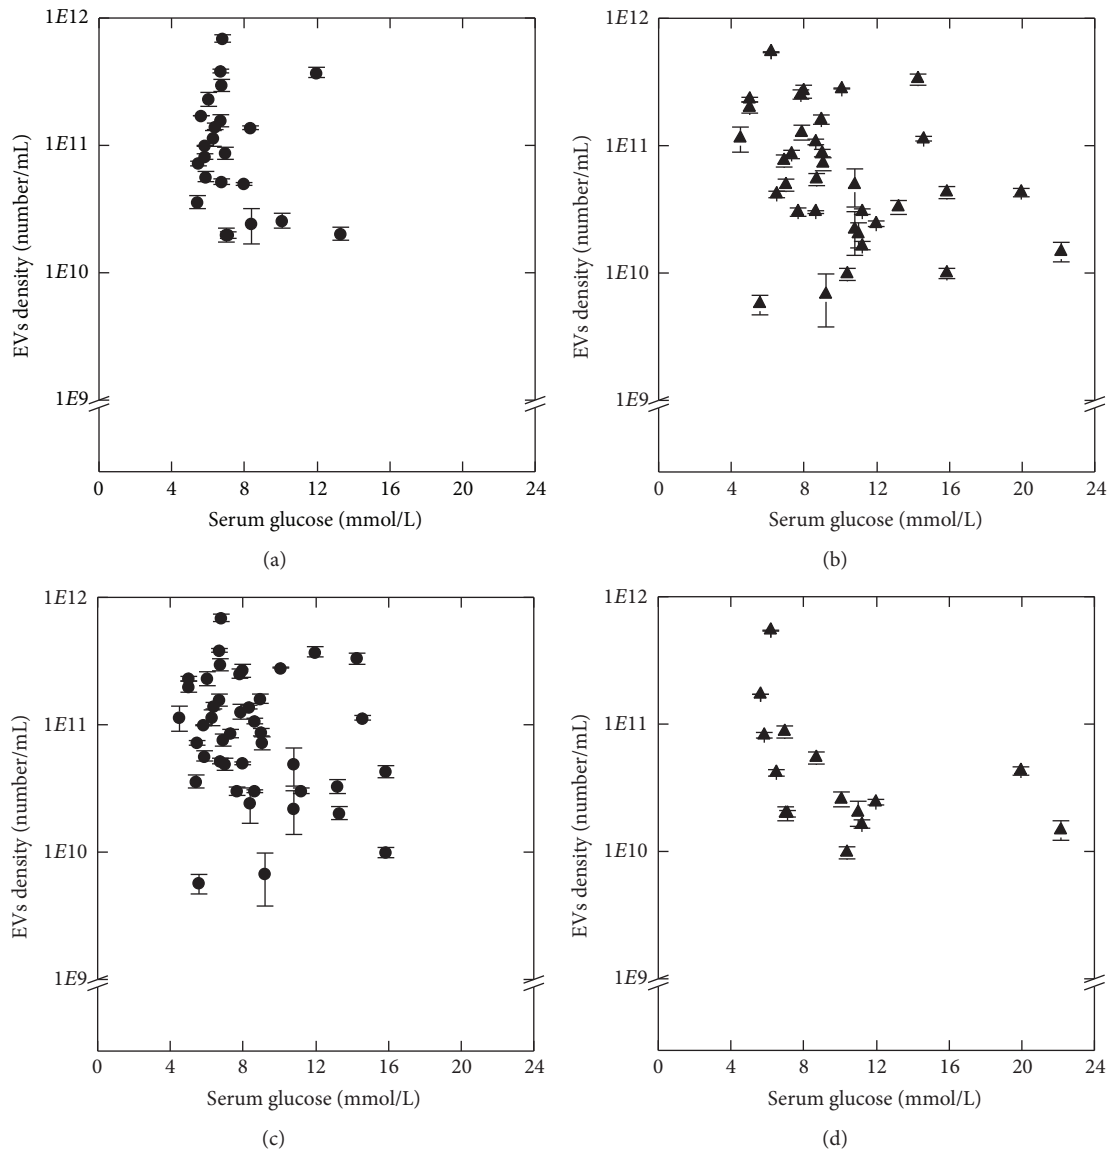 1E12
1E11
1E10
1E9
EVs density (number/mL)
0 4 8 12 16 20 24
Serum glucose (mmol/L)
(a)
1E12
1E11
1E10
1E9
EVs density (number/mL)
0 4 8 12 16 20 24
Serum glucose (mmol/L)
(b)
1E12
1E11
1E10
1E9
EVs density (number/mL)
0 4 8 12 16 20 24
Serum glucose (mmol/L)
(c)
1E12
1E11
1E10
1E9
EVs density (number/mL)
0 4 8 12 16 20 24
Serum glucose (mmol/L)
(d)